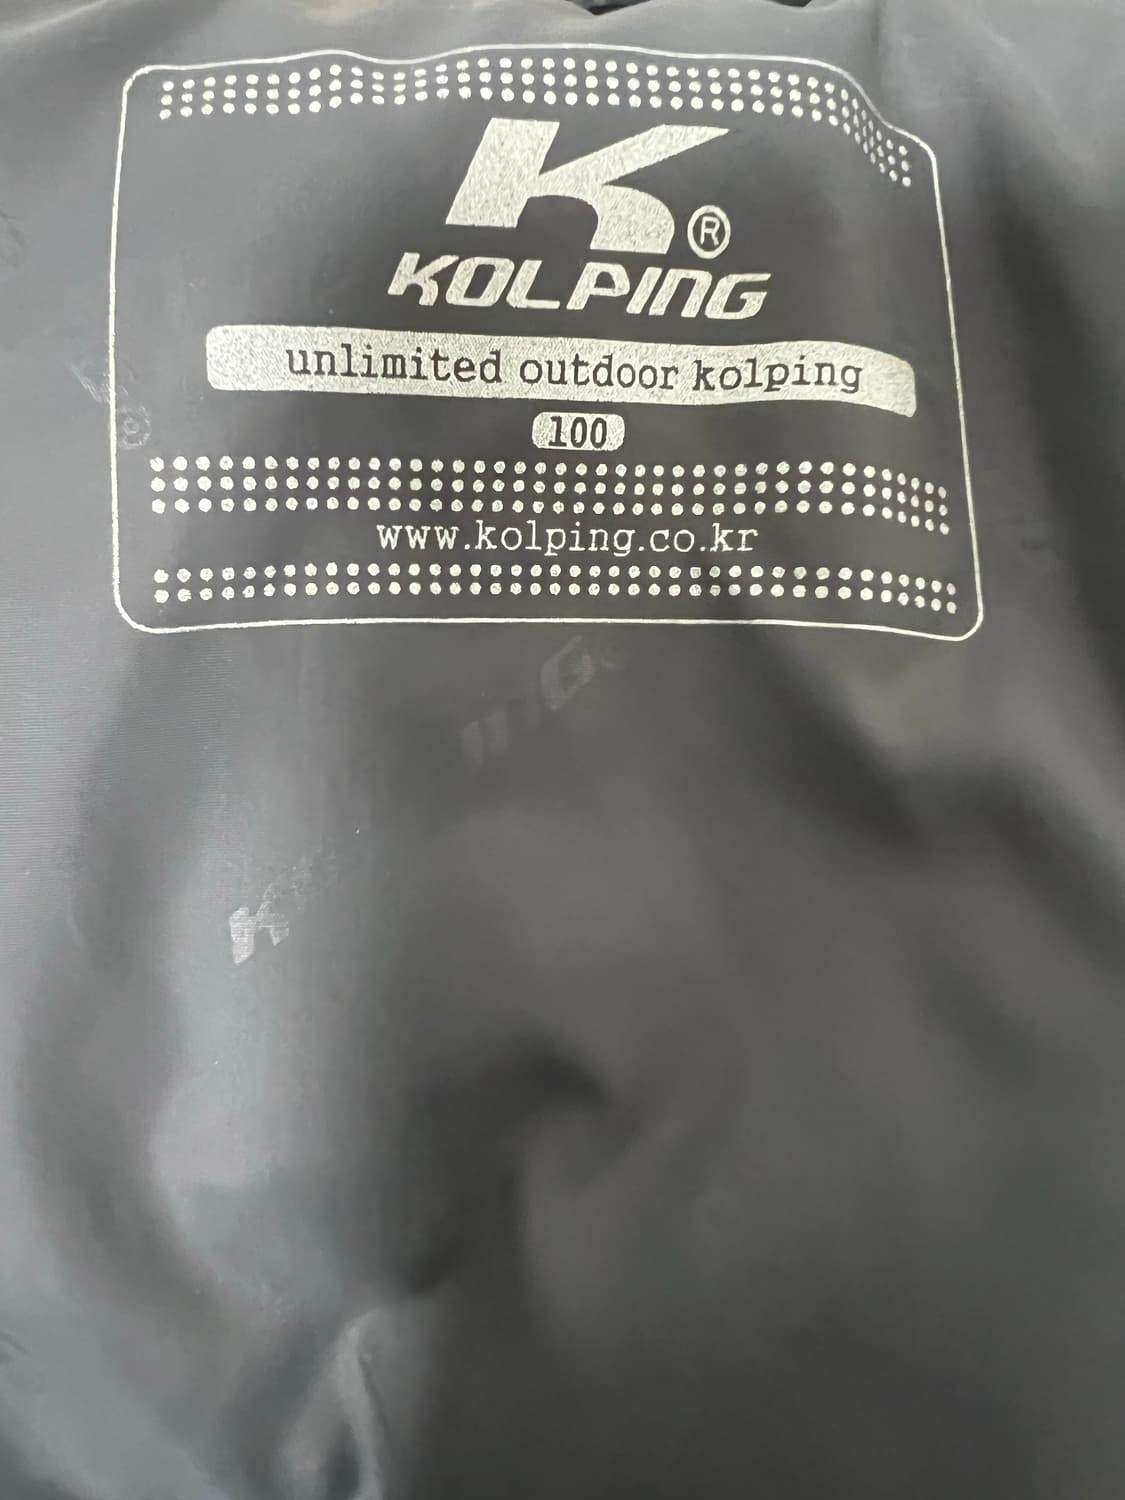 K®
KOLPING
unlimited outdoor kolping
100
www.kolping.co.kr
G
K